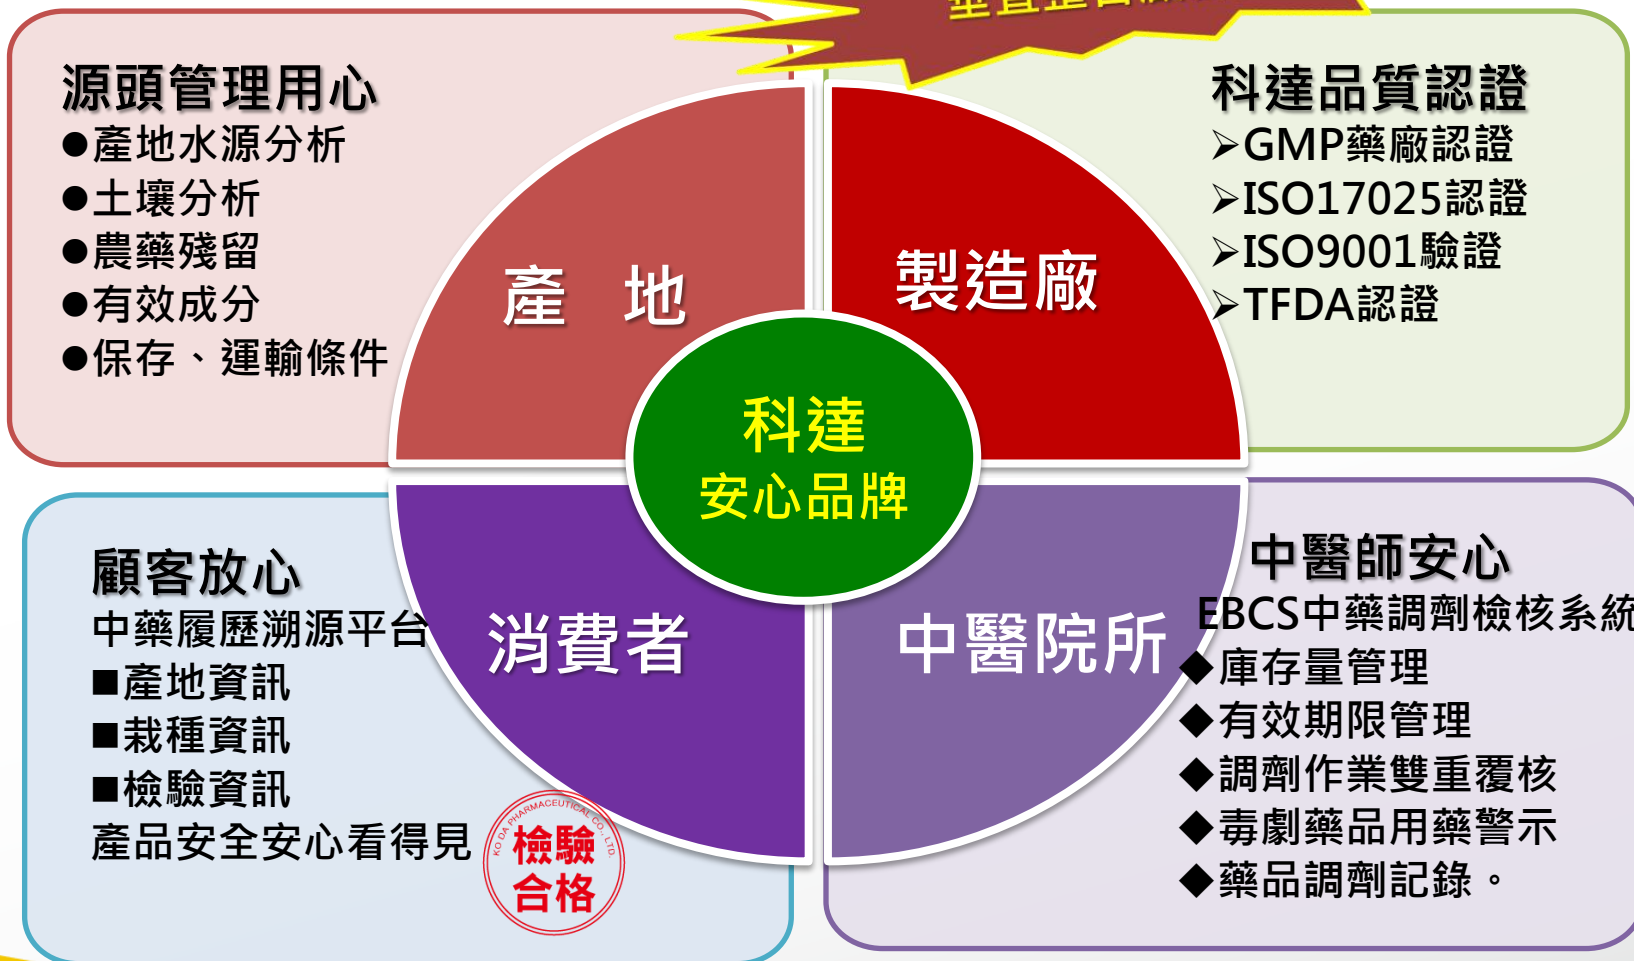 垂直整合
源頭管理用心
●產地水源分析
●土壤分析
●農藥殘留
●有效成分
●保存、運輸條件
科達品質認證
➢GMP藥廠認證
➢ISO17025認證
➢ISO9001驗證
➢TFDA認證
產 地
製造廠
科達
安心品牌
消費者
中醫院所
顧客放心
中藥履歷溯源平台
■產地資訊
■栽種資訊
■檢驗資訊
產品安全安心看得見
KO DA PHARMACEUTICAL CO., LTD.
檢驗
合格
中醫師安心
EBCS中藥調劑檢核系統
◆庫存量管理
◆有效期限管理
◆調劑作業雙重覆核
◆毒劇藥品用藥警示
◆藥品調劑記錄。